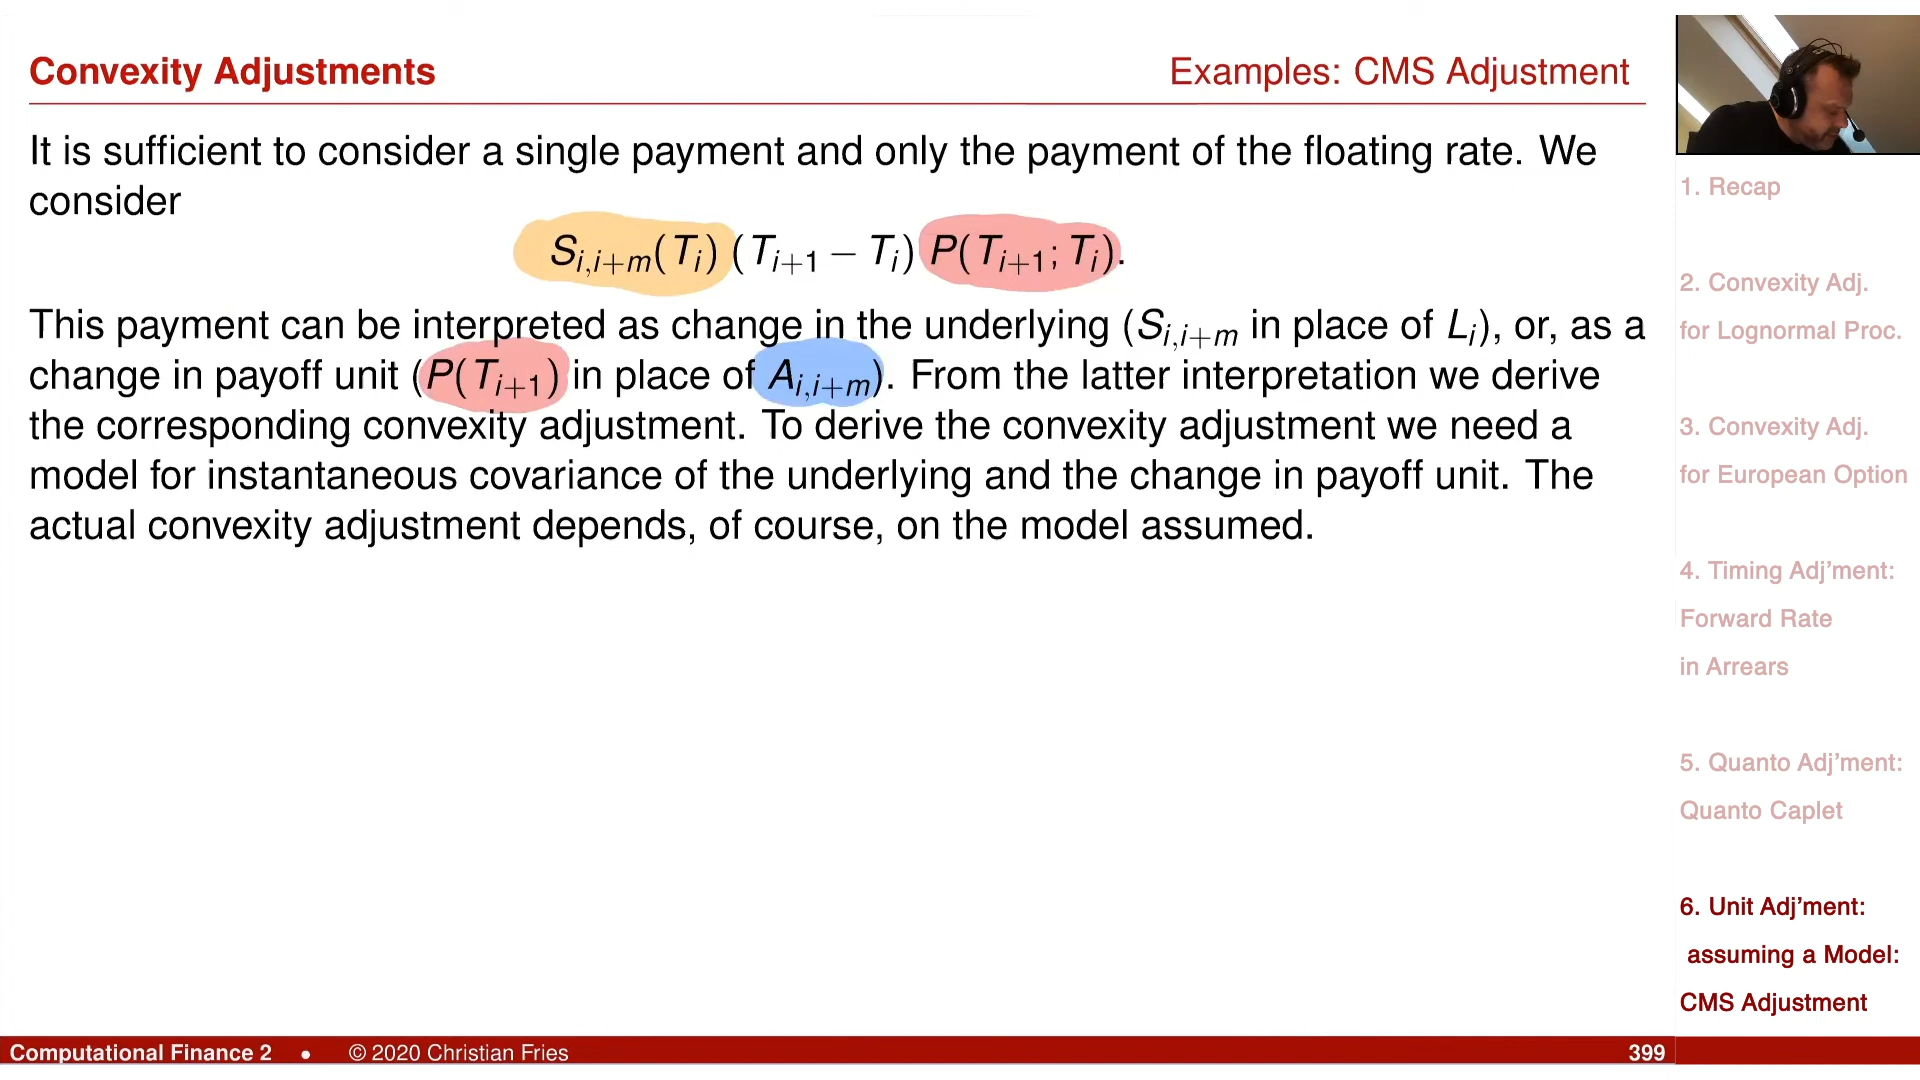 Convexity Adjustments
Examples: CMS Adjustment
It is sufficient to consider a single payment and only the payment of the floating rate. We
consider
S_{i,i+m}(T_i) (T_{i+1} − T_i) P(T_{i+1}; T_i).
This payment can be interpreted as change in the underlying (S_{i,i+m} in place of L_i), or, as a
change in payoff unit (P(T_{i+1}) in place of A_{i,i+m}). From the latter interpretation we derive
the corresponding convexity adjustment. To derive the convexity adjustment we need a
model for instantaneous covariance of the underlying and the change in payoff unit. The
actual convexity adjustment depends, of course, on the model assumed.
1. Recap
2. Convexity Adj.
for Lognormal Proc.
3. Convexity Adj.
for European Option
4. Timing Adj’ment:
Forward Rate
in Arrears
5. Quanto Adj’ment:
Quanto Caplet
6. Unit Adj’ment:
assuming a Model:
CMS Adjustment
Computational Finance 2 • © 2020 Christian Fries
399